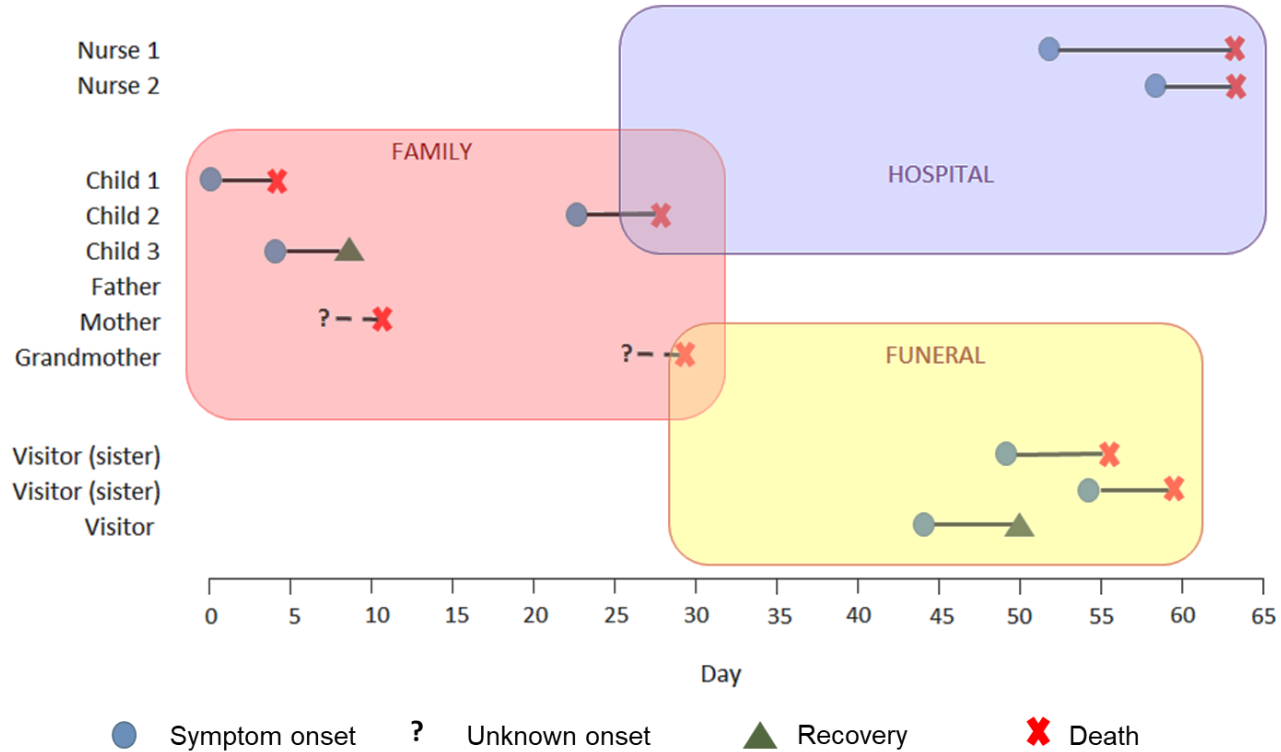 Nurse 1
Nurse 2
FAMILY
HOSPITAL
Child 1
Child 2
Child 3
Father
Mother
?
Grandmother
?
FUNERAL
Visitor (sister)
Visitor (sister)
Visitor
0 5 10 15 20 25 30 35 40 45 50 55 60 65
Day
Symptom onset ? Unknown onset Recovery Death